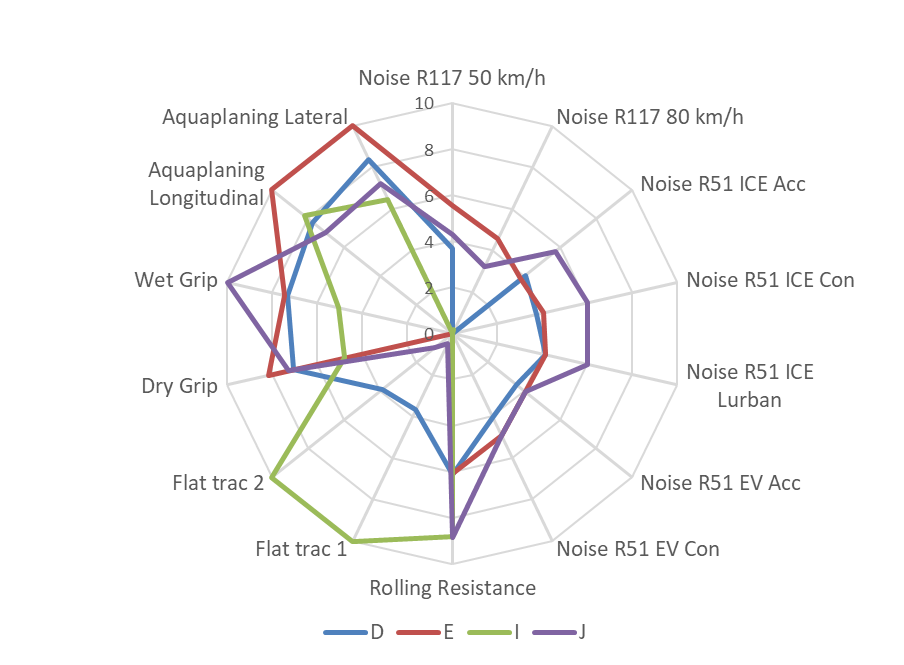 Noise R117 50 km/h
10
Aquaplaning Lateral
Noise R117 80 km/h
8
Aquaplaning
Longitudinal
Noise R51 ICE Acc
6
4
Wet Grip
Noise R51 ICE Con
2
0
Dry Grip
Noise R51 ICE
Lurban
Flat trac 2
Noise R51 EV Acc
Flat trac 1
Noise R51 EV Con
Rolling Resistance
D E I J